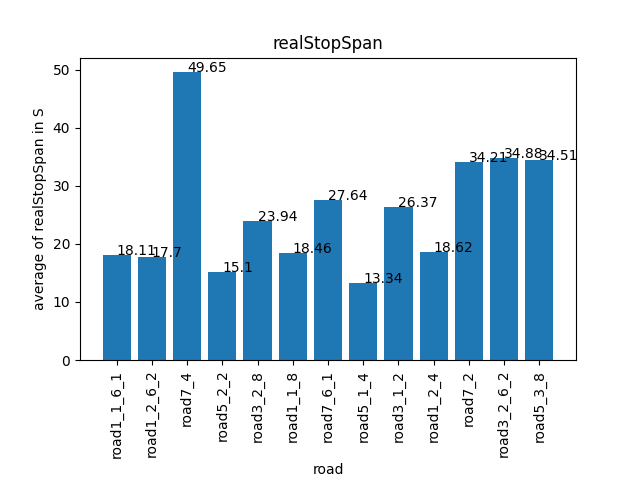 realStopSpan
average of realStopSpan in S
50
40
30
20
10
0
18.11
17.7
49.65
15.1
23.94
18.46
27.64
13.34
26.37
18.62
34.21
34.88
34.51
road1_1_6_1
road1_2_6_2
road7_4
road5_2_2
road3_2_8
road1_1_8
road7_6_1
road5_1_4
road3_1_2
road1_2_4
road7_2
road3_2_6_2
road5_3_8
road